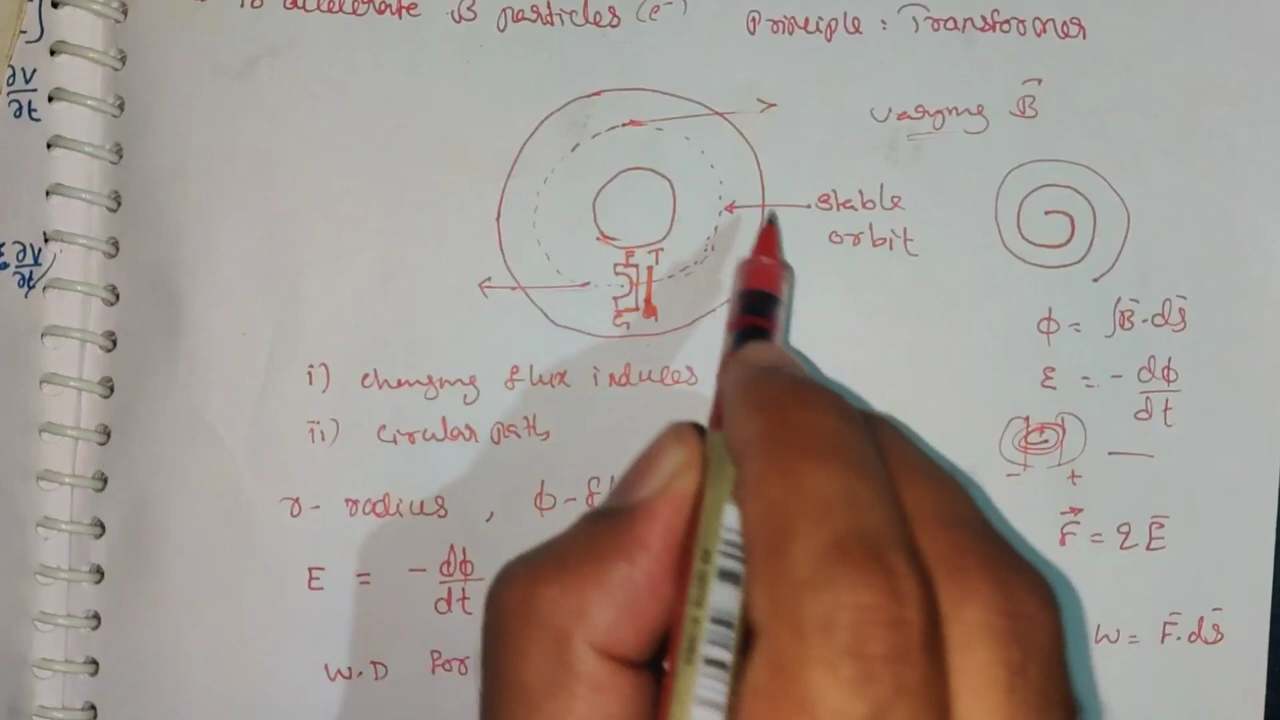 to accelerate β particles (e⁻) Principle : Transformer
varying B⃗
stable
orbit
F T
G
i) changing flux induces
ii) circular path
r - radius , ϕ -
E = - dϕ/dt
W.D For
ϕ = ∫B̄·ds̄
ε = - dϕ/dt
- +
F⃗ = qĒ
W = F̄·ds̄